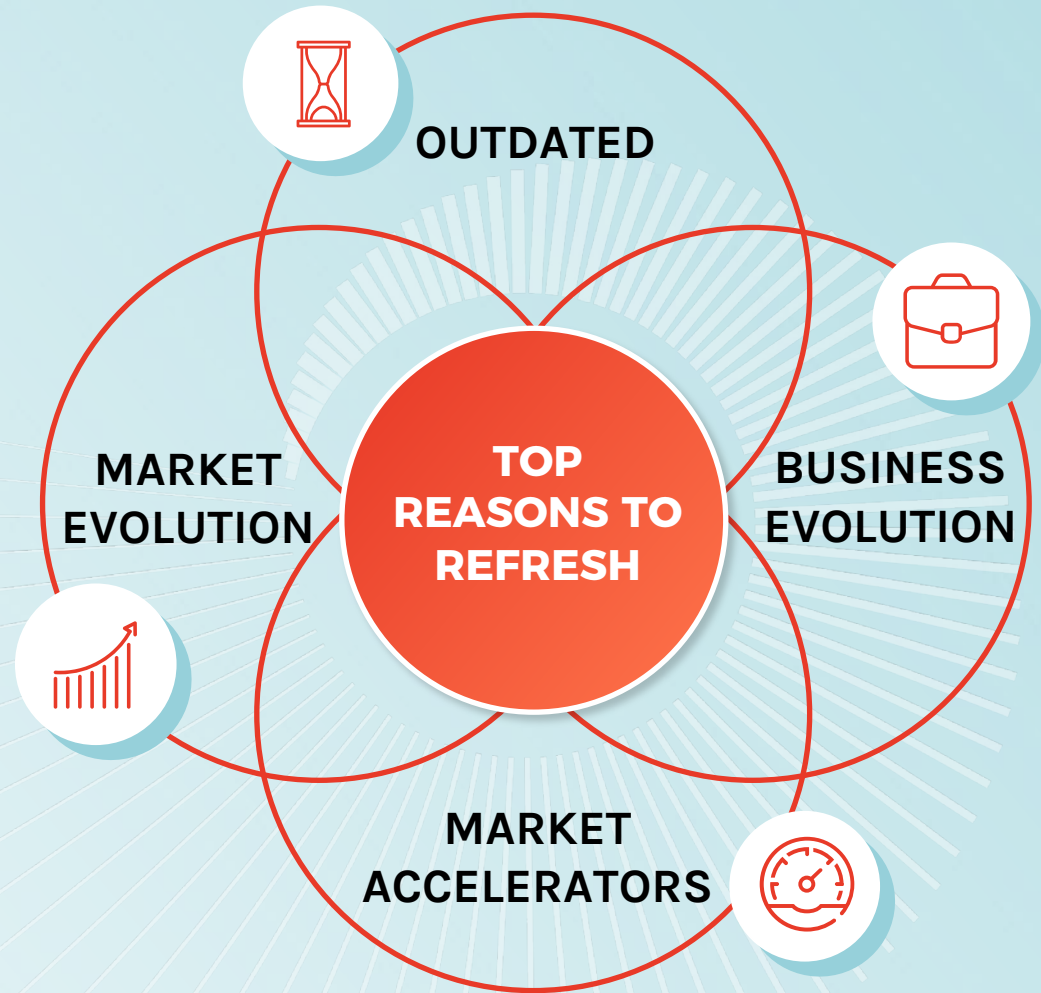 OUTDATED
MARKET
EVOLUTION
TOP
REASONS TO
REFRESH
BUSINESS
EVOLUTION
MARKET
ACCELERATORS